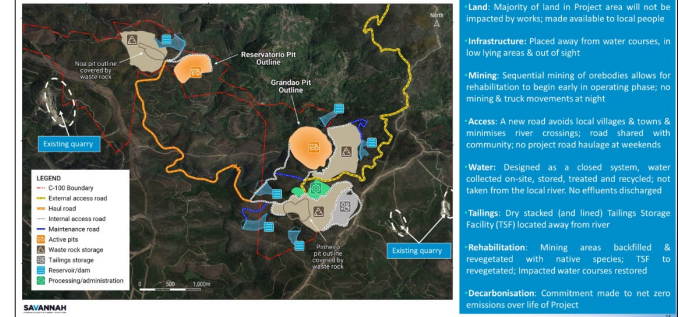 North
Reservatorio Pit
Outline
Noa pit outline
covered by
waste rock
Grandao Pit
Outline
Existing quarry
LEGEND
C-100 Boundary
External access road
Haul road
Internal access road
Maintenance road
Active pits
Waste rock storage
Tailings storage
Reservoir/dam
Processing/administration
Pinheiro
pit outline
covered by
waste rock
Existing quarry
0 500 1,000m
SAVANNAH
•Land: Majority of land in Project area will not be
impacted by works; made available to local people
•Infrastructure: Placed away from water courses, in
low lying areas & out of sight
•Mining: Sequential mining of orebodies allows for
rehabilitation to begin early in operating phase; no
mining & truck movements at night
•Access: A new road avoids local villages & towns &
minimises river crossings; road shared with
community; no project road haulage at weekends
•Water: Designed as a closed system, water
collected on-site, stored, treated and recycled; not
taken from the local river. No effluents discharged
•Tailings: Dry stacked (and lined) Tailings Storage
Facility (TSF) located away from river
•Rehabilitation: Mining areas backfilled &
revegetated with native species; TSF to
revegetated; Impacted water courses restored
•Decarbonisation: Commitment made to net zero
emissions over life of Project